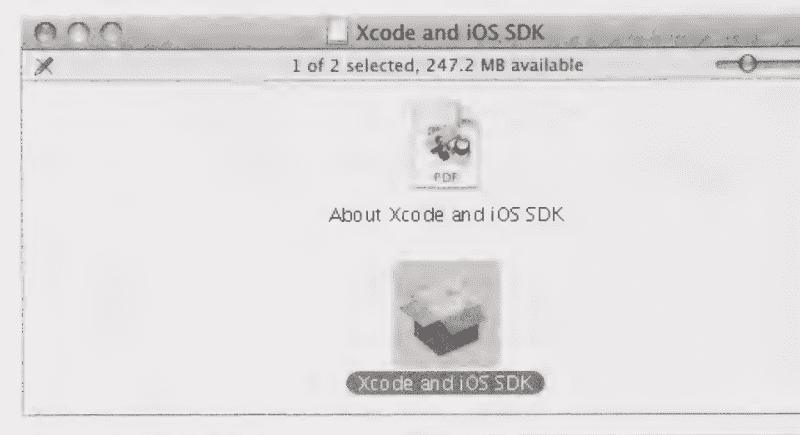 Xcode and iOS SDK
1 of 2 selected, 247.2 MB available
PDF
About Xcode and iOS SDK
Xcode and iOS SDK